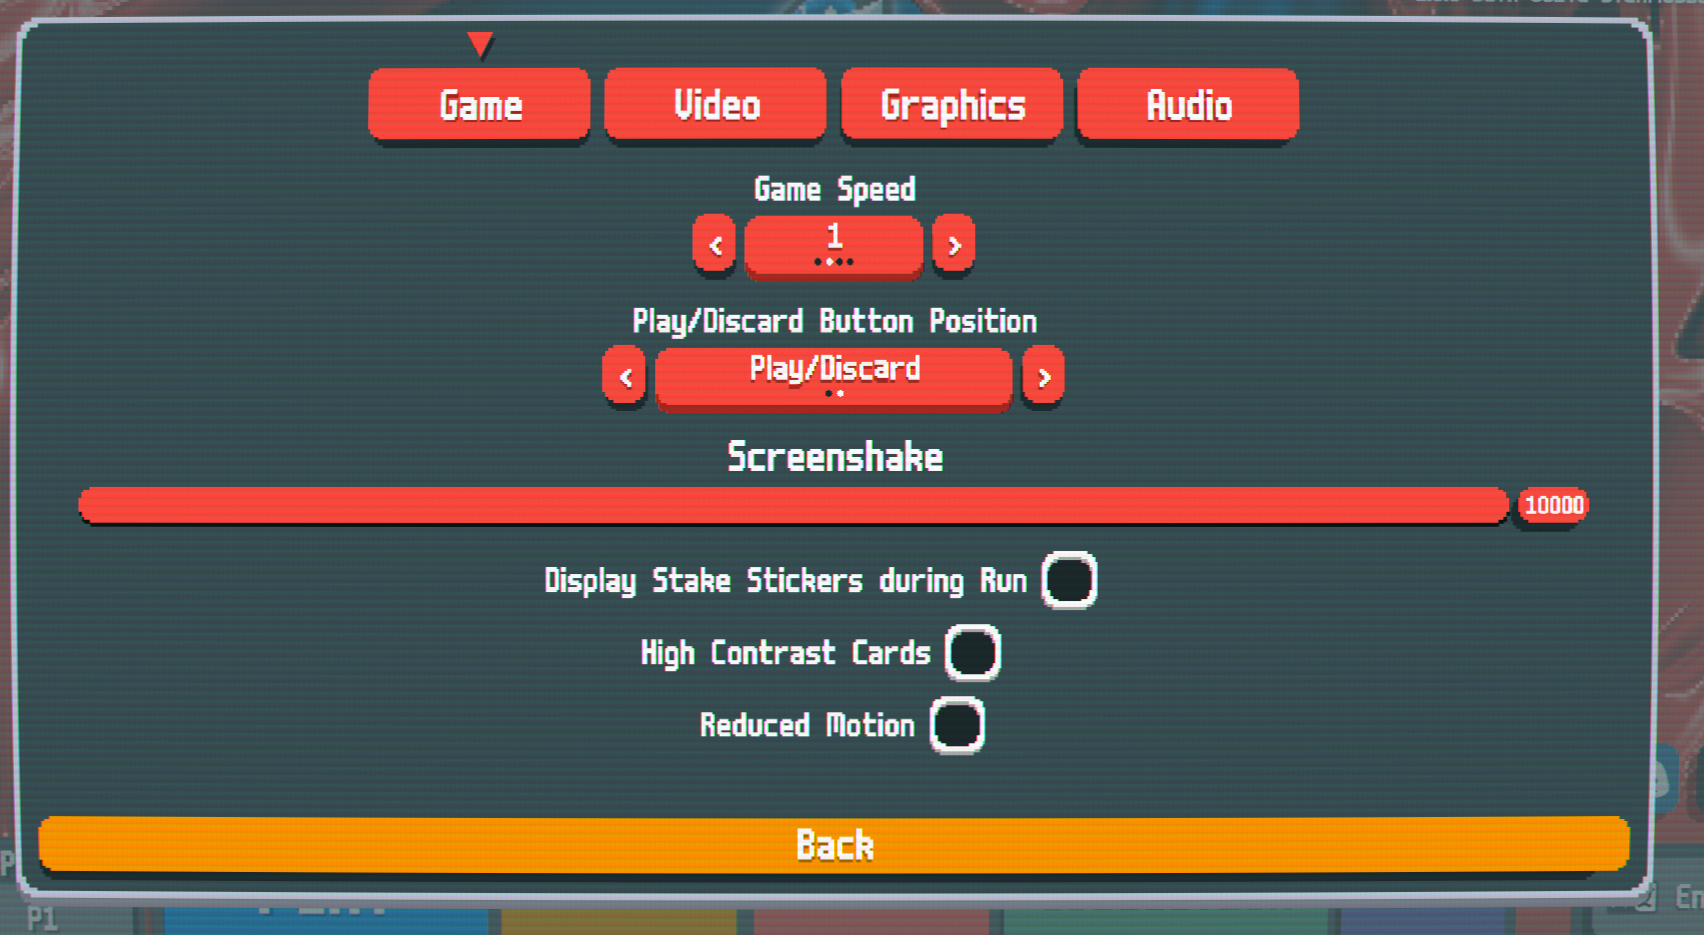 Game
Video
Graphics
Audio
Game Speed
<
1
>
Play/Discard Button Position
<
Play/Discard
>
Screenshake
10000
Display Stake Stickers during Run
High Contrast Cards
Reduced Motion
Back
P1